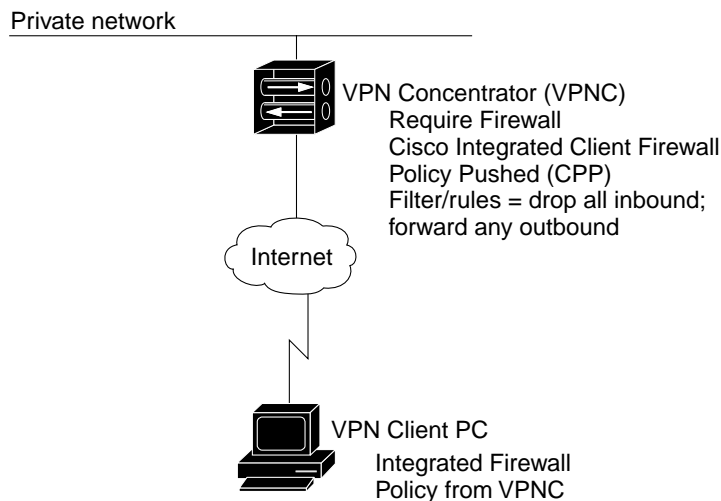 Private network
VPN Concentrator (VPNC)
Require Firewall
Cisco Integrated Client Firewall
Policy Pushed (CPP)
Filter/rules = drop all inbound;
forward any outbound
Internet
VPN Client PC
Integrated Firewall
Policy from VPNC